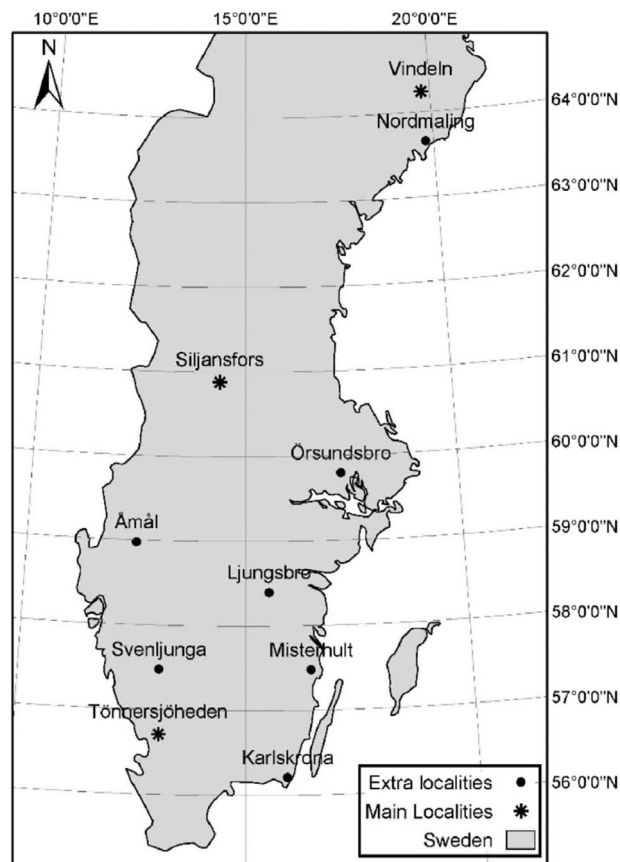 10°0'0"E 15°0'0"E 20°0'0"E
N
Vindeln
64°0'0"N
Nordmaling
63°0'0"N
62°0'0"N
Siljansfors
61°0'0"N
Örsundsbro
60°0'0"N
Åmål
59°0'0"N
Ljungsbro
58°0'0"N
Svenljunga Misterhult
57°0'0"N
Tönnersjöheden
Karlskrona
56°0'0"N
Extra localities
Main Localities
Sweden